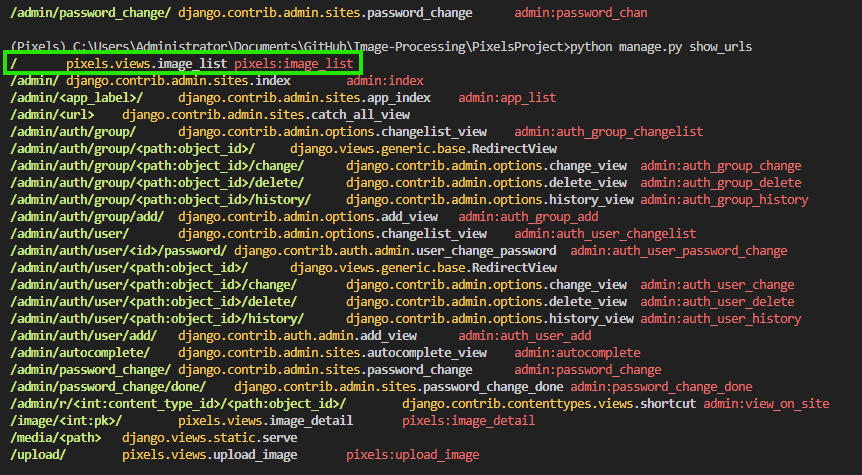 /admin/password_change/ django.contrib.admin.sites.password_change admin:password_chan
(Pixels) C:\Users\Administrator\Documents\GitHub\Image-Processing\PixelsProject>python manage.py show_urls
/ pixels.views.image_list pixels:image_list
/admin/ django.contrib.admin.sites.index admin:index
/admin/<app_label>/ django.contrib.admin.sites.app_index admin:app_list
/admin/<url> django.contrib.admin.sites.catch_all_view
/admin/auth/group/ django.contrib.admin.options.changelist_view admin:auth_group_changelist
/admin/auth/group/<path:object_id>/ django.views.generic.base.RedirectView
/admin/auth/group/<path:object_id>/change/ django.contrib.admin.options.change_view admin:auth_group_change
/admin/auth/group/<path:object_id>/delete/ django.contrib.admin.options.delete_view admin:auth_group_delete
/admin/auth/group/<path:object_id>/history/ django.contrib.admin.options.history_view admin:auth_group_history
/admin/auth/group/add/ django.contrib.admin.options.add_view admin:auth_group_add
/admin/auth/user/ django.contrib.admin.options.changelist_view admin:auth_user_changelist
/admin/auth/user/<id>/password/ django.contrib.auth.admin.user_change_password admin:auth_user_password_change
/admin/auth/user/<path:object_id>/ django.views.generic.base.RedirectView
/admin/auth/user/<path:object_id>/change/ django.contrib.admin.options.change_view admin:auth_user_change
/admin/auth/user/<path:object_id>/delete/ django.contrib.admin.options.delete_view admin:auth_user_delete
/admin/auth/user/<path:object_id>/history/ django.contrib.admin.options.history_view admin:auth_user_history
/admin/auth/user/add/ django.contrib.auth.admin.add_view admin:auth_user_add
/admin/autocomplete/ django.contrib.admin.sites.autocomplete_view admin:autocomplete
/admin/password_change/ django.contrib.admin.sites.password_change admin:password_change
/admin/password_change/done/ django.contrib.admin.sites.password_change_done admin:password_change_done
/admin/r/<int:content_type_id>/<path:object_id>/ django.contrib.contenttypes.views.shortcut admin:view_on_site
/image/<int:pk>/ pixels.views.image_detail pixels:image_detail
/media/<path> django.views.static.serve
/upload/ pixels.views.upload_image pixels:upload_image